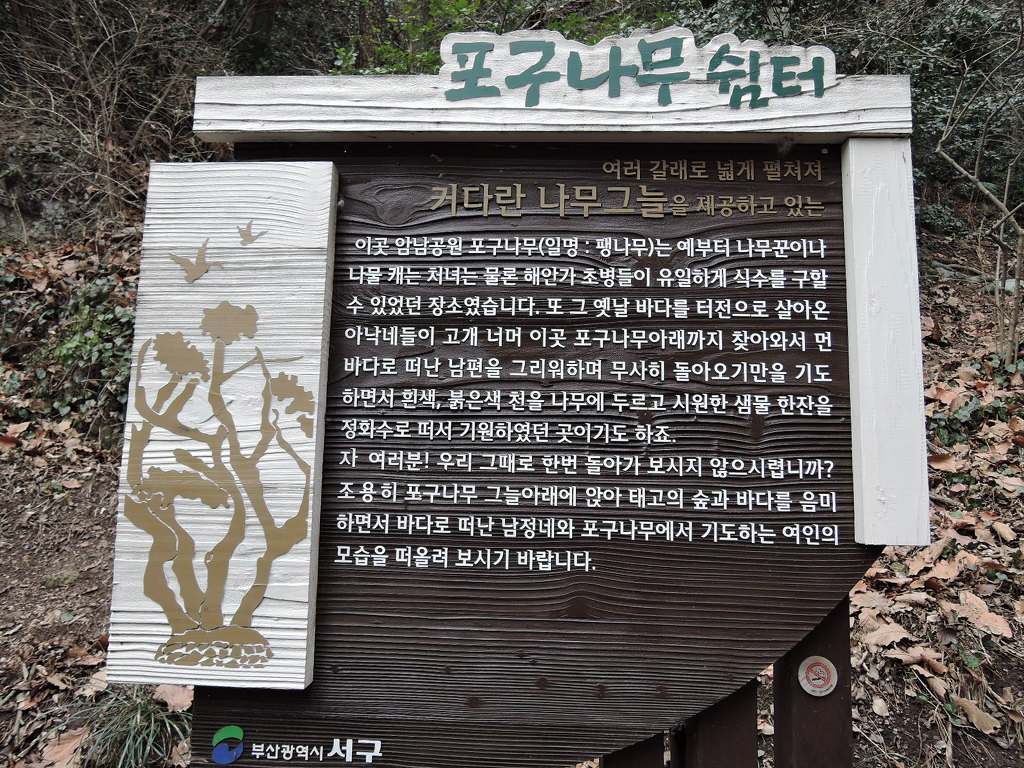 포구나무 쉼터
여러 갈래로 넓게 펼쳐져
커다란 나무그늘을 제공하고 있는
이곳 암남공원 포구나무(일명 : 팽나무)는 예부터 나무꾼이나
나물 캐는 처녀는 물론 해안가 초병들이 유일하게 식수를 구할
수 있었던 장소였습니다. 또 그 옛날 바다를 터전으로 살아온
아낙네들이 고개 너머 이곳 포구나무아래까지 찾아와서 먼
바다로 떠난 남편을 그리워하며 무사히 돌아오기만을 기도
하면서 흰색, 붉은색 천을 나무에 두르고 시원한 샘물 한잔을
정화수로 떠서 기원하였던 곳이기도 하죠.
자 여러분! 우리 그때로 한번 돌아가 보시지 않으시렵니까?
조용히 포구나무 그늘아래에 앉아 태고의 숲과 바다를 음미
하면서 바다로 떠난 남정네와 포구나무에서 기도하는 여인의
모습을 떠올려 보시기 바랍니다.
부산광역시 서구